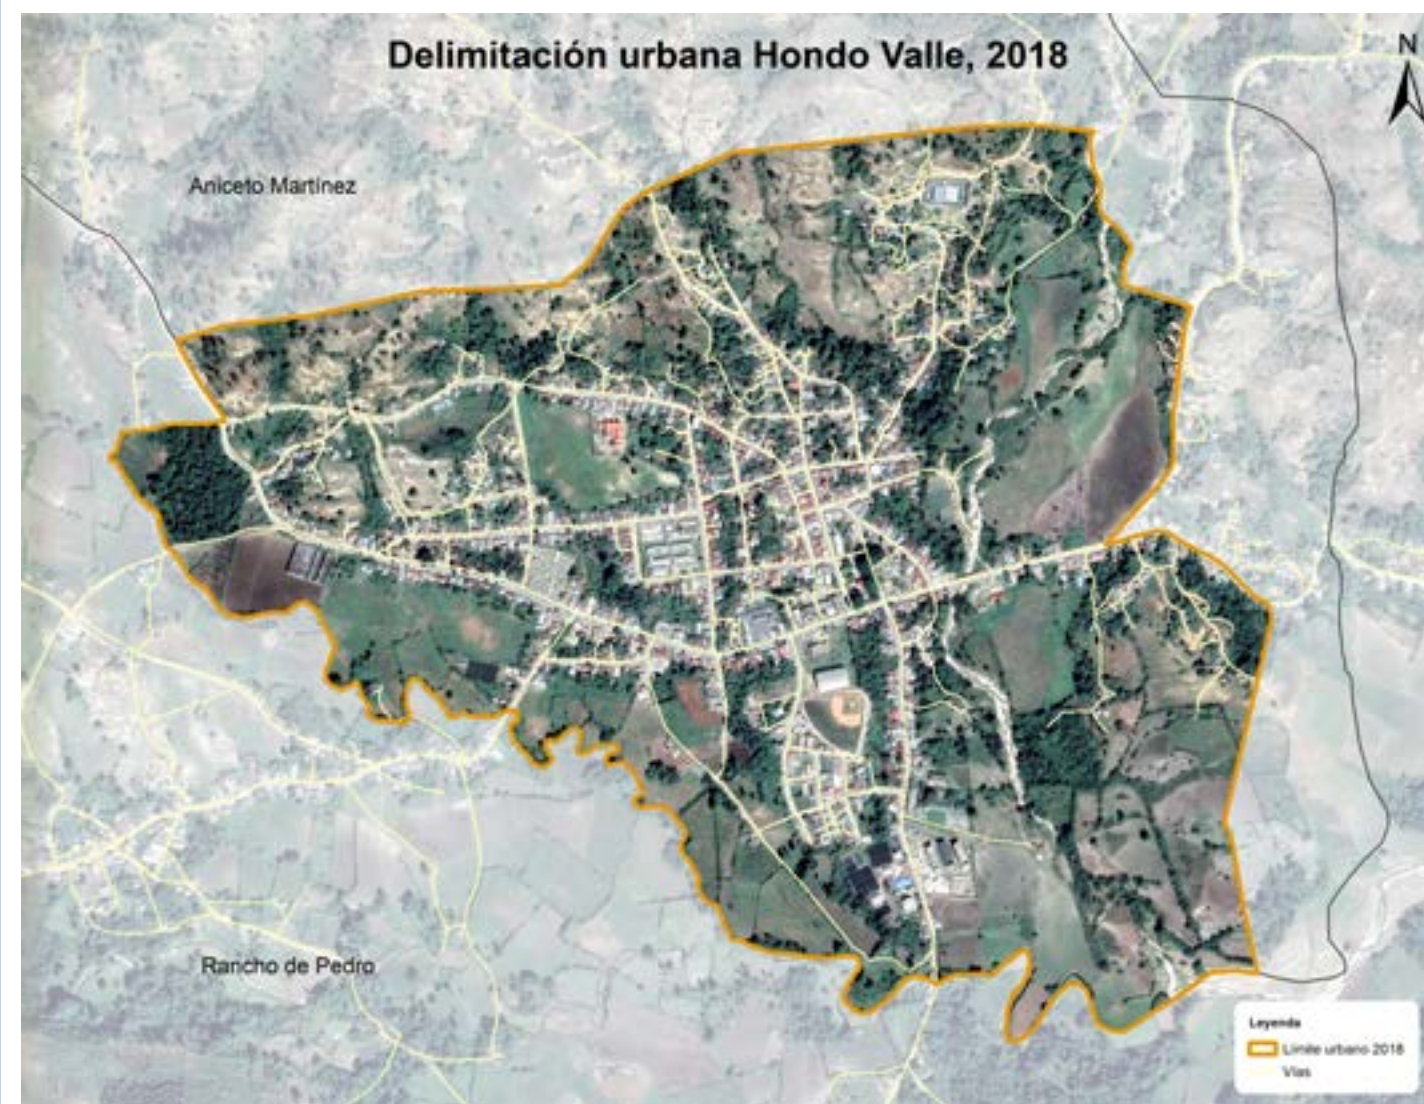 Delimitación urbana Hondo Valle, 2018
N
Aniceto Martínez
Rancho de Pedro
Leyenda
Límite urbano 2018
Vías